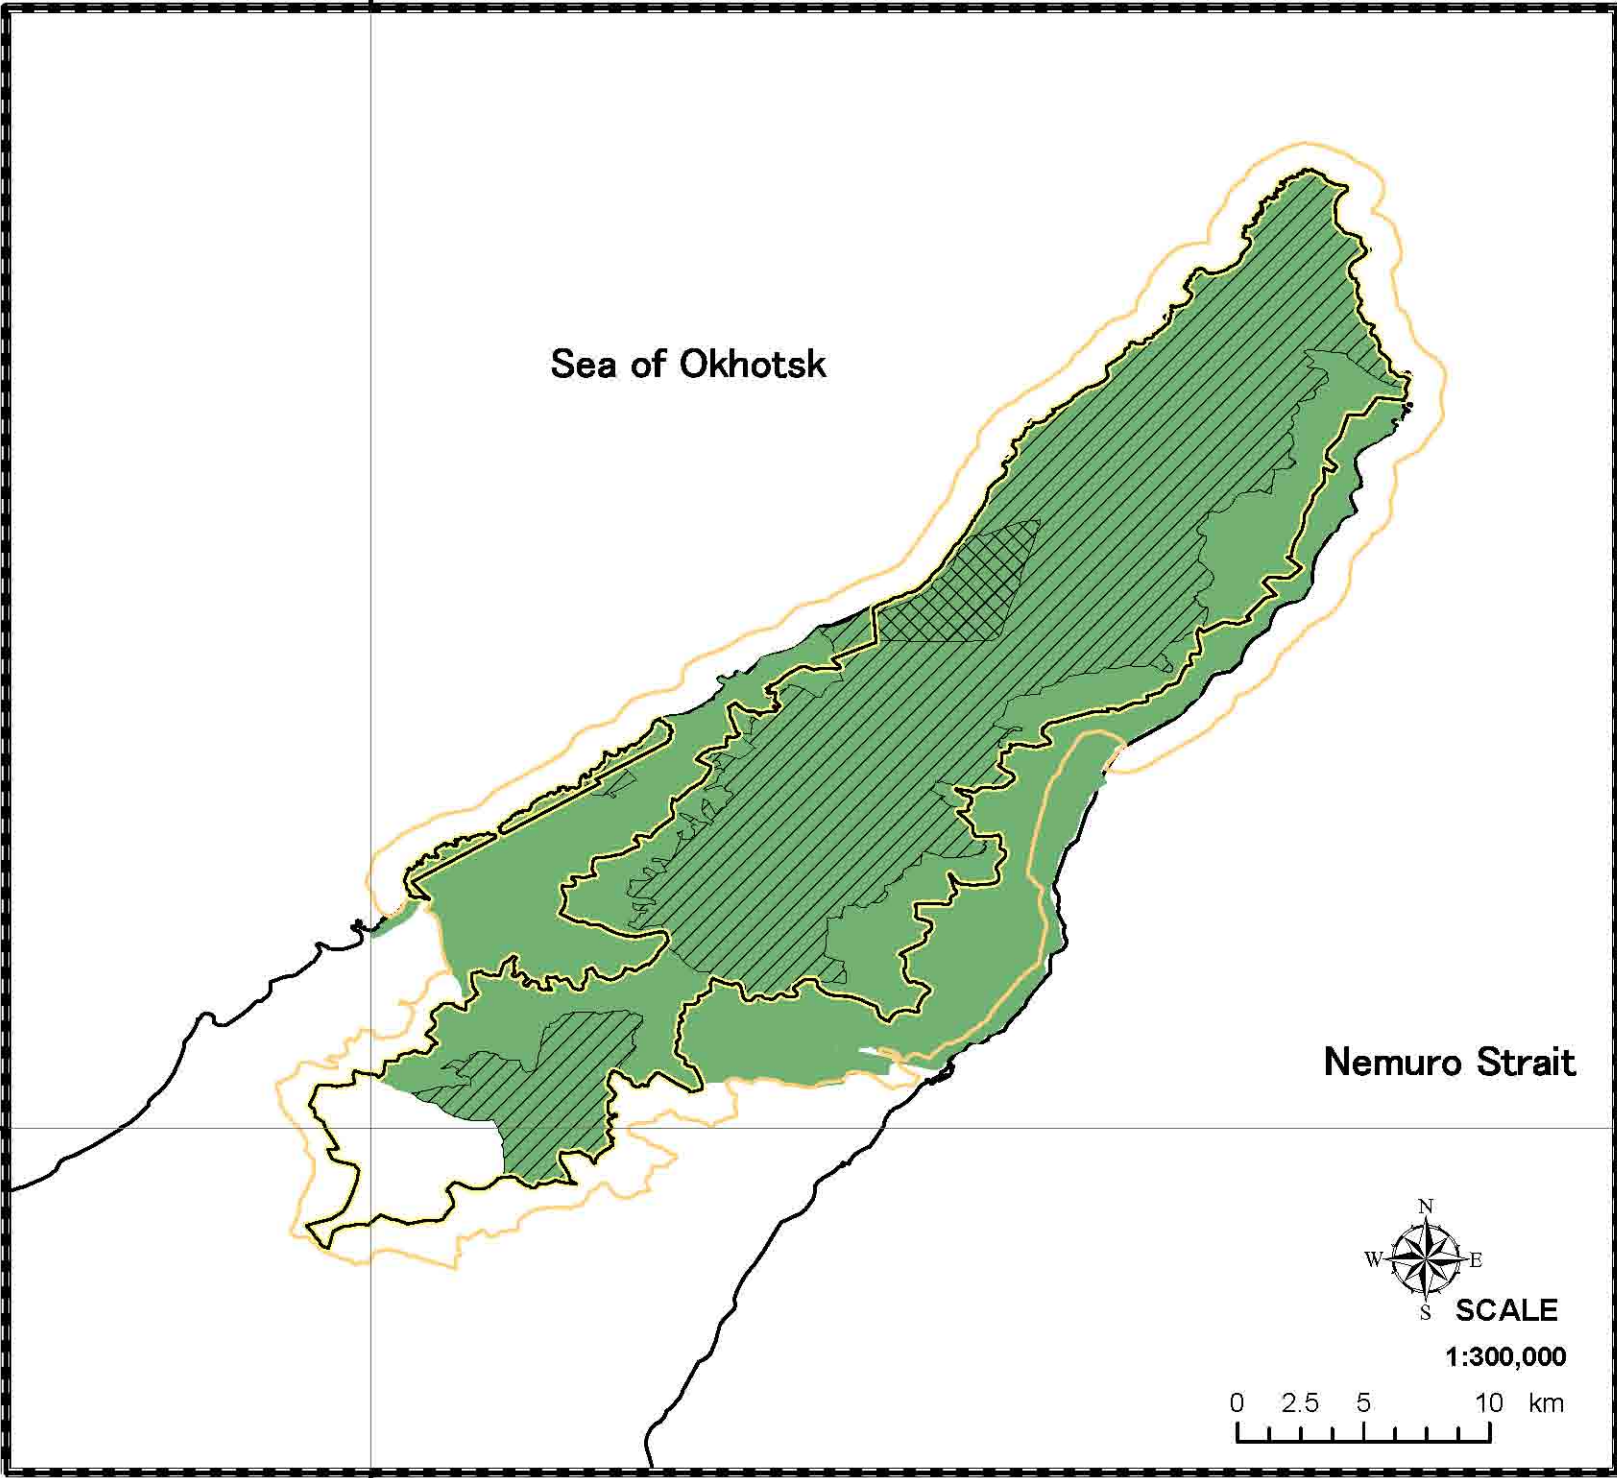 Sea of Okhotsk
Nemuro Strait
N
W E
S
SCALE
1:300,000
0 2.5 5 10 km